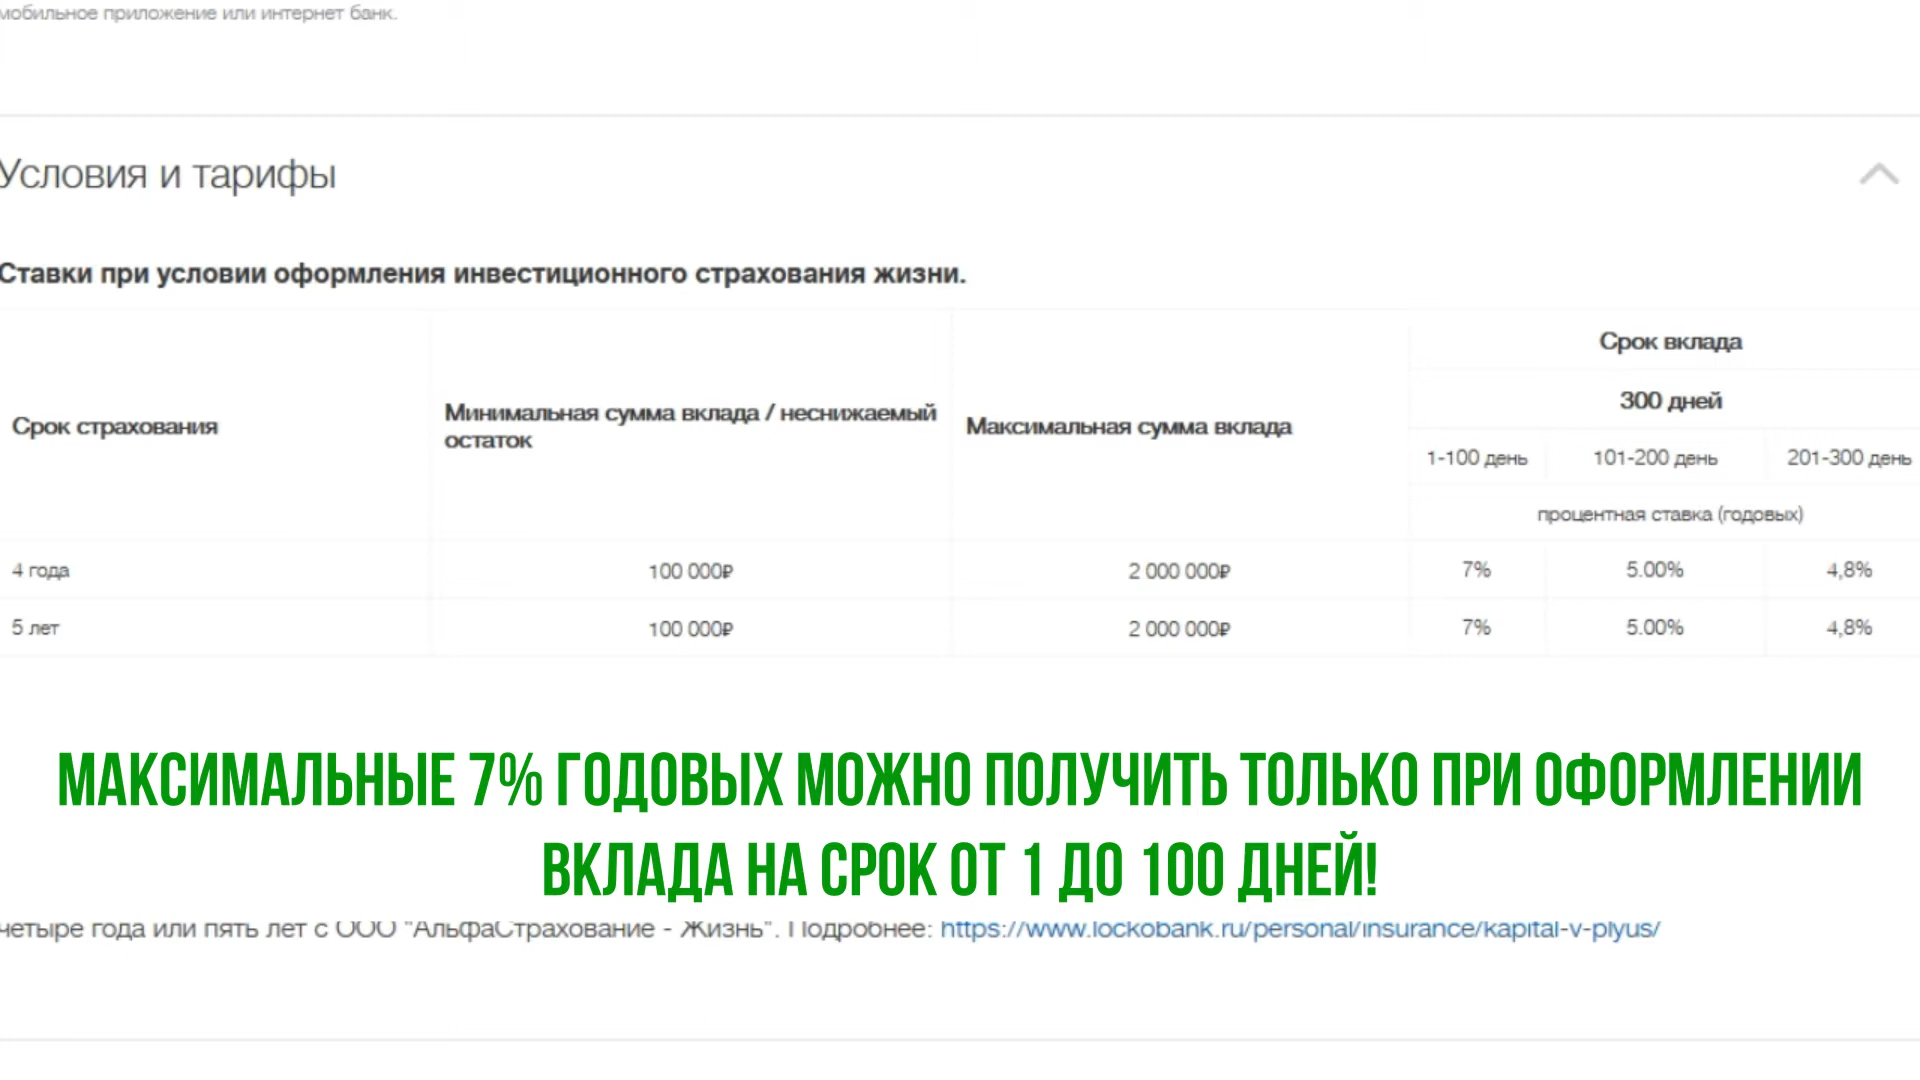 мобильное приложение или интернет банк.
Условия и тарифы
Ставки при условии оформления инвестиционного страхования жизни.
Срок страхования
Минимальная сумма вклада / неснижаемый
остаток
Максимальная сумма вклада
Срок вклада
300 дней
1-100 день 101-200 день 201-300 день
процентная ставка (годовых)
4 года 100 000₽ 2 000 000₽ 7% 5.00% 4,8%
5 лет 100 000₽ 2 000 000₽ 7% 5.00% 4,8%
МАКСИМАЛЬНЫЕ 7% ГОДОВЫХ МОЖНО ПОЛУЧИТЬ ТОЛЬКО ПРИ ОФОРМЛЕНИИ
ВКЛАДА НА СРОК ОТ 1 ДО 100 ДНЕЙ!
четыре года или пять лет с ООО "АльфаСтрахование - Жизнь". Подробнее: https://www.lockobank.ru/personal/insurance/kapital-v-plyus/